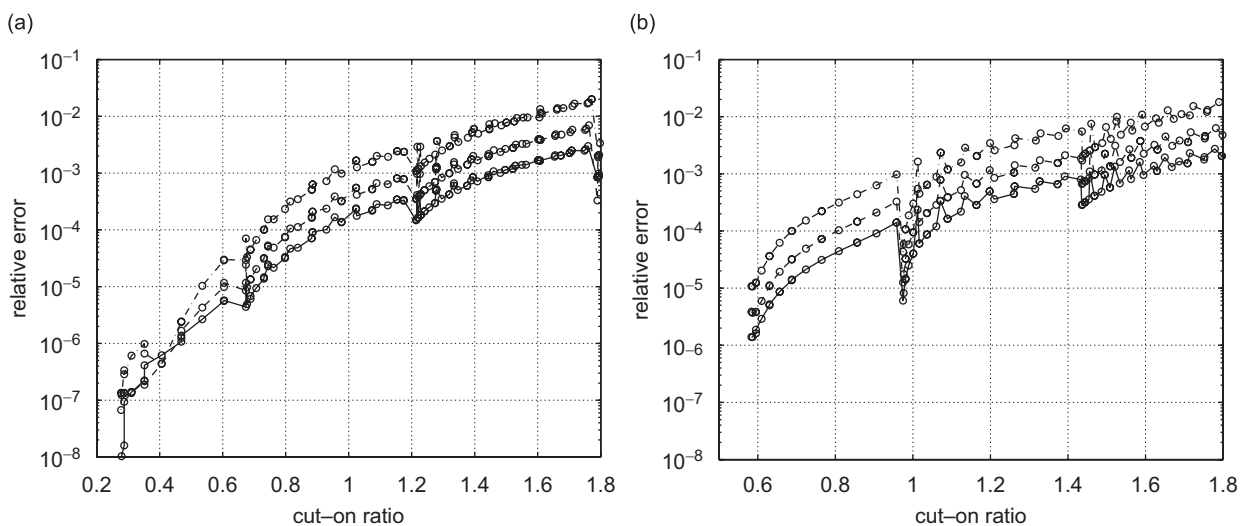 (a)
10⁻¹
10⁻²
10⁻³
10⁻⁴
10⁻⁵
10⁻⁶
10⁻⁷
10⁻⁸
relative error
0.2 0.4 0.6 0.8 1 1.2 1.4 1.6 1.8
cut–on ratio
(b)
10⁻¹
10⁻²
10⁻³
10⁻⁴
10⁻⁵
10⁻⁶
10⁻⁷
10⁻⁸
relative error
0.6 0.8 1 1.2 1.4 1.6 1.8
cut–on ratio